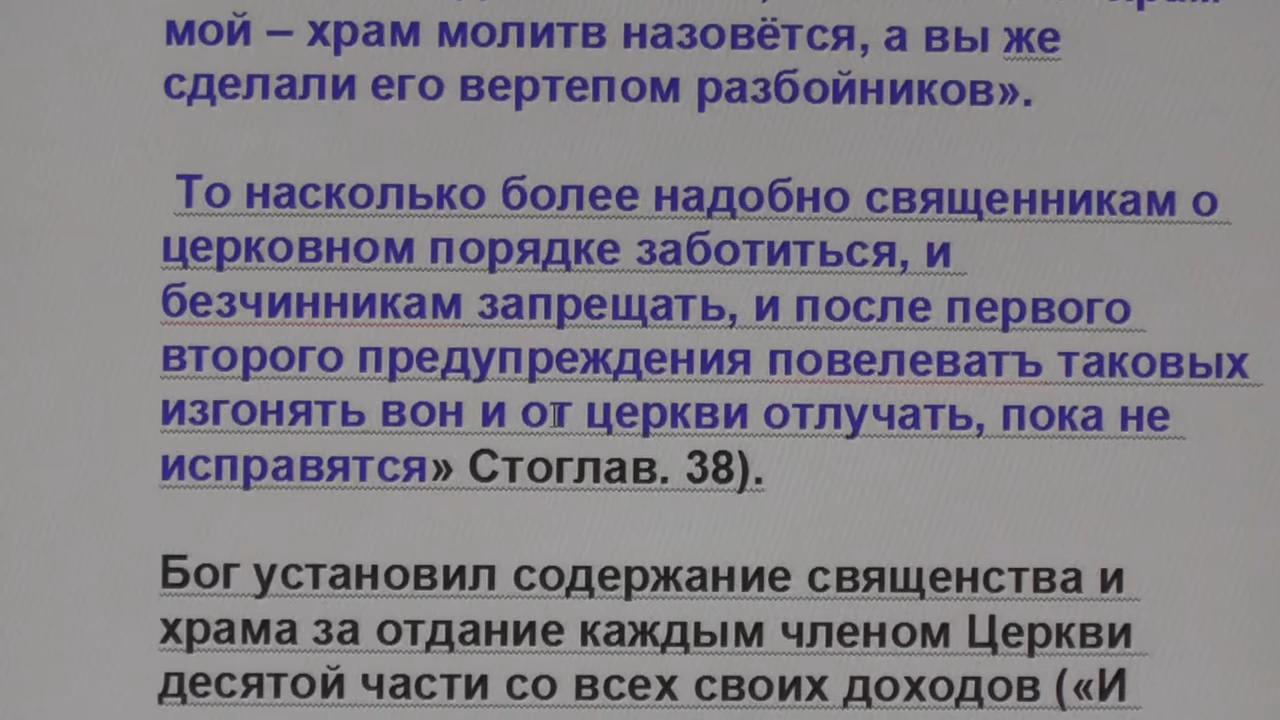 мой – храм молитв назовётся, а вы же
сделали его вертепом разбойников».
То насколько более надобно священникам о
церковном порядке заботиться, и
безчинникам запрещать, и после первого
второго предупреждения повелеватъ таковых
изгонять вон и от церкви отлучать, пока не
исправятся» Стоглав. 38).
Бог установил содержание священства и
храма за отдание каждым членом Церкви
десятой части со всех своих доходов («И